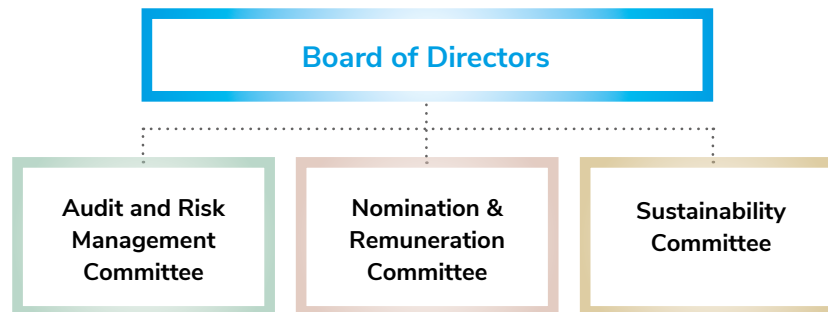 Board of Directors
Audit and Risk
Management
Committee
Nomination &
Remuneration
Committee
Sustainability
Committee